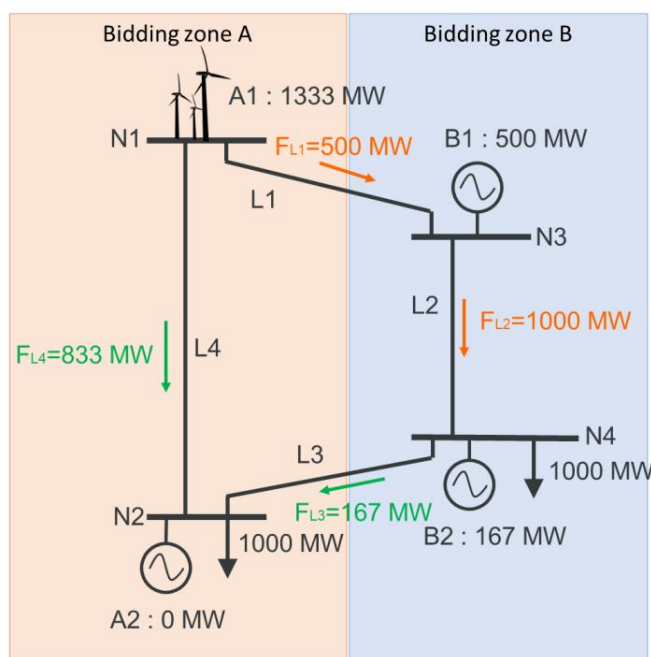 Bidding zone A
Bidding zone B
A1 : 1333 MW
N1
FL1=500 MW
B1 : 500 MW
L1
N3
L2
FL2=1000 MW
FL4=833 MW
L4
N4
L3
1000 MW
FL3=167 MW
N2
1000 MW
B2 : 167 MW
A2 : 0 MW